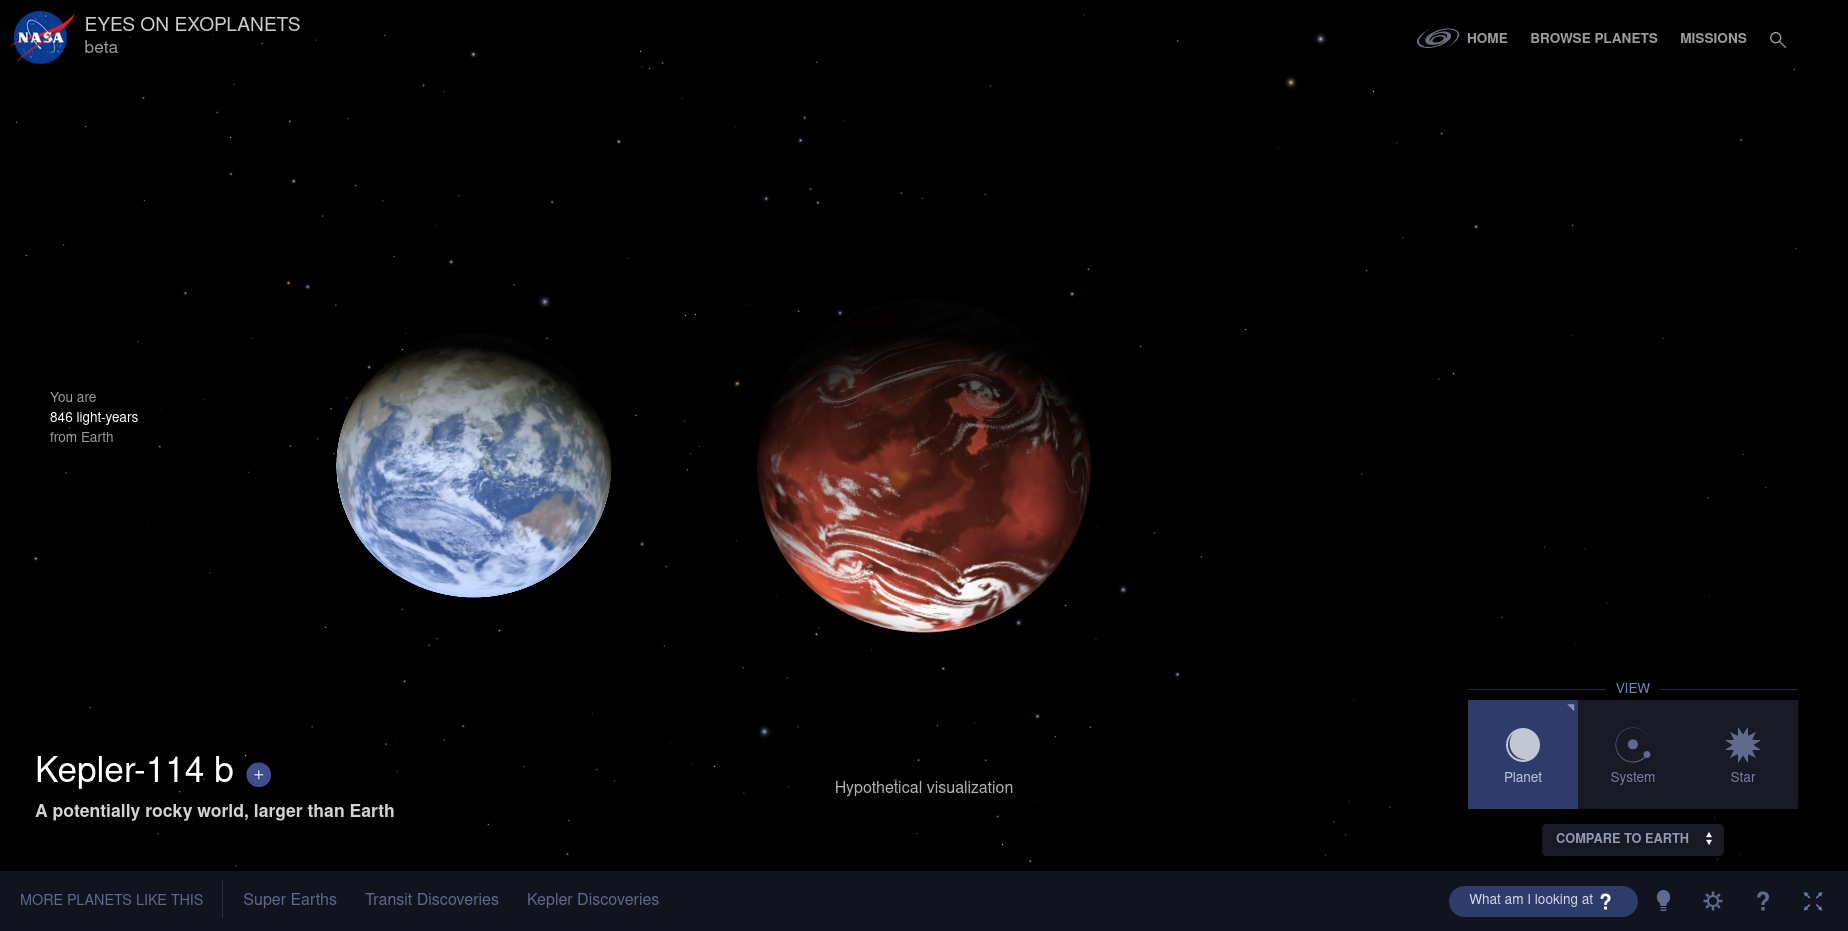 NASA
EYES ON EXOPLANETS
beta
HOME
BROWSE PLANETS
MISSIONS
You are
846 light-years
from Earth
Kepler-114 b +
A potentially rocky world, larger than Earth
Hypothetical visualization
VIEW
Planet
System
Star
COMPARE TO EARTH
MORE PLANETS LIKE THIS
Super Earths
Transit Discoveries
Kepler Discoveries
What am I looking at ?
?